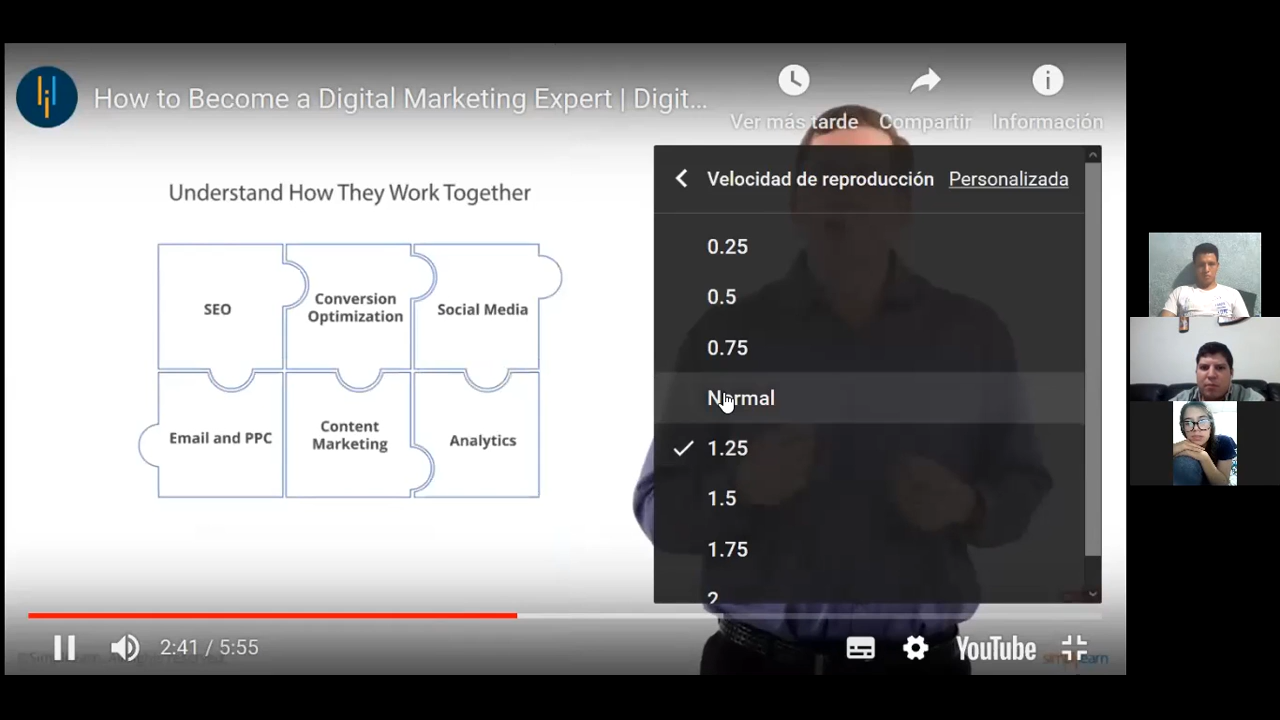 How to Become a Digital Marketing Expert | Digit...
Ver más tarde
Compartir
Información
Understand How They Work Together
SEO
Conversion
Optimization
Social Media
Email and PPC
Content
Marketing
Analytics
Velocidad de reproducción
Personalizada
0.25
0.5
0.75
Normal
1.25
1.5
1.75
2
2:41 / 5:55
YouTube